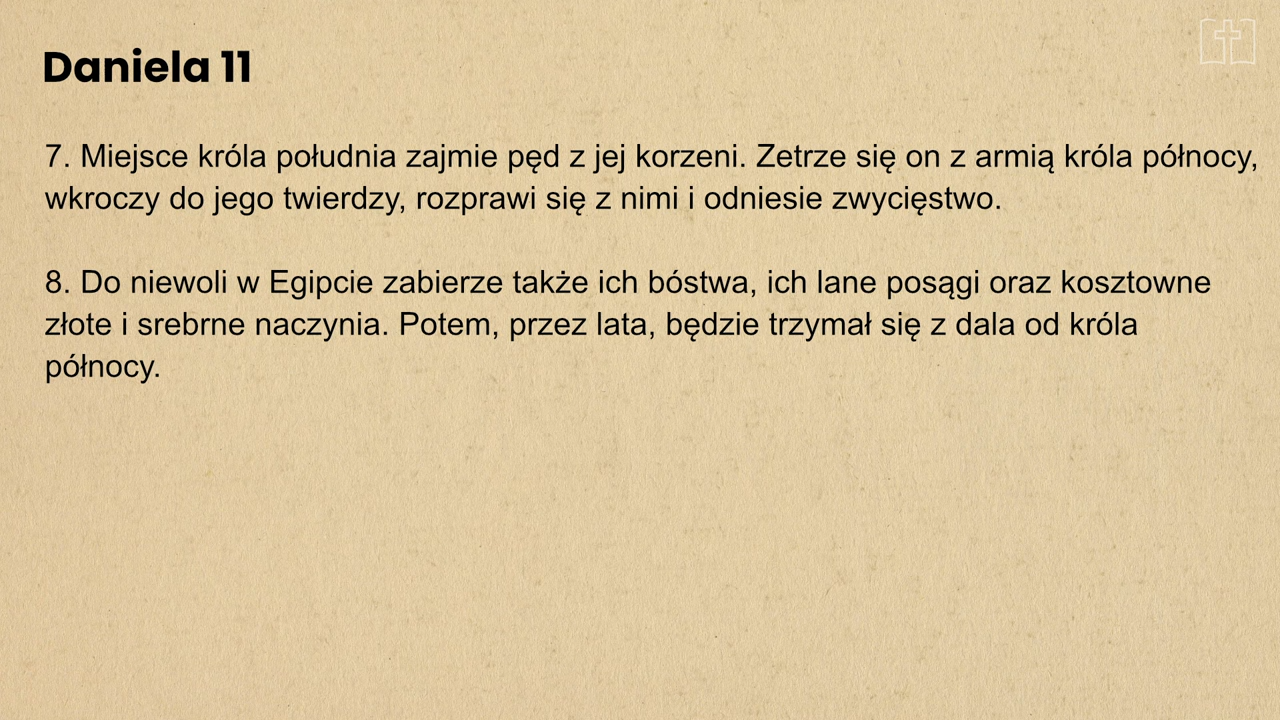 Daniela 11
7. Miejsce króla południa zajmie pęd z jej korzeni. Zetrze się on z armią króla północy,
wkroczy do jego twierdzy, rozprawi się z nimi i odniesie zwycięstwo.
8. Do niewoli w Egipcie zabierze także ich bóstwa, ich lane posągi oraz kosztowne
złote i srebrne naczynia. Potem, przez lata, będzie trzymał się z dala od króla
północy.